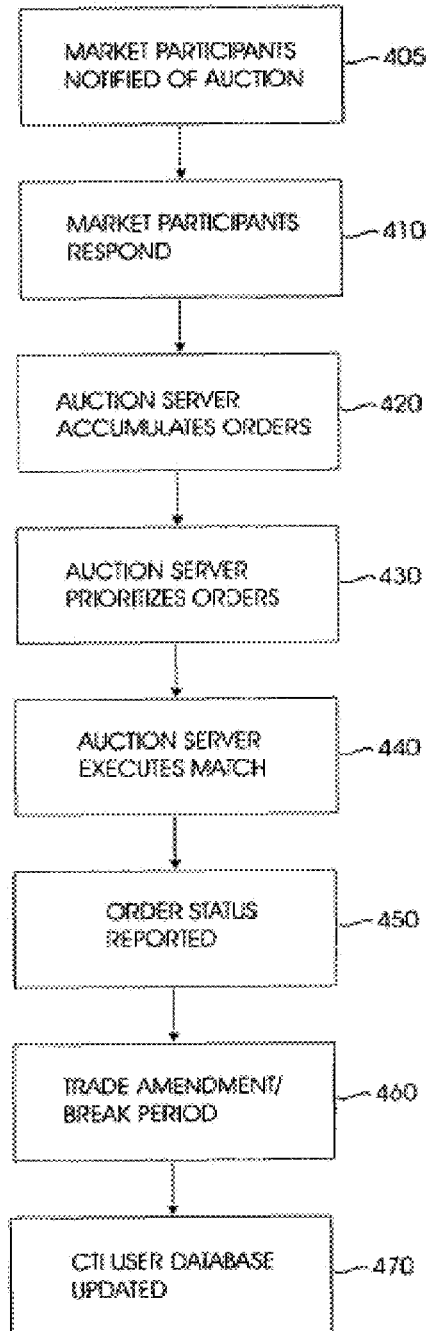 MARKET PARTICIPANTS
NOTIFIED OF AUCTION
405
MARKET PARTICIPANTS
RESPOND
410
AUCTION SERVER
ACCUMULATES ORDERS
420
AUCTION SERVER
PRIORITIZES ORDERS
430
AUCTION SERVER
EXECUTES MATCH
440
ORDER STATUS
REPORTED
450
TRADE AMENDMENT/
BREAK PERIOD
460
CTI USER DATABASE
UPDATED
470